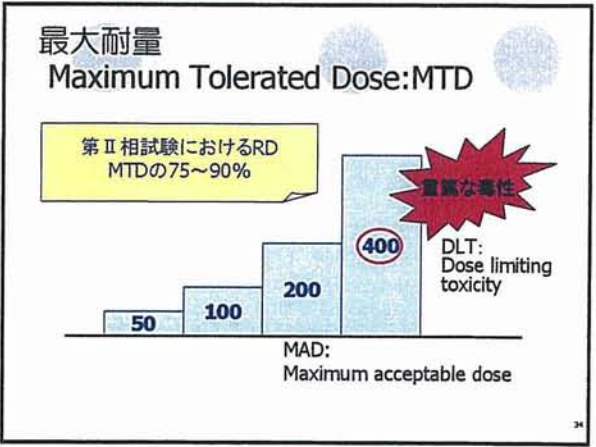 最大耐量
Maximum Tolerated Dose:MTD
第Ⅱ相試験におけるRD
MTDの75～90%
重篤な毒性
400
DLT:
Dose limiting
toxicity
200
100
50
MAD:
Maximum acceptable dose
34